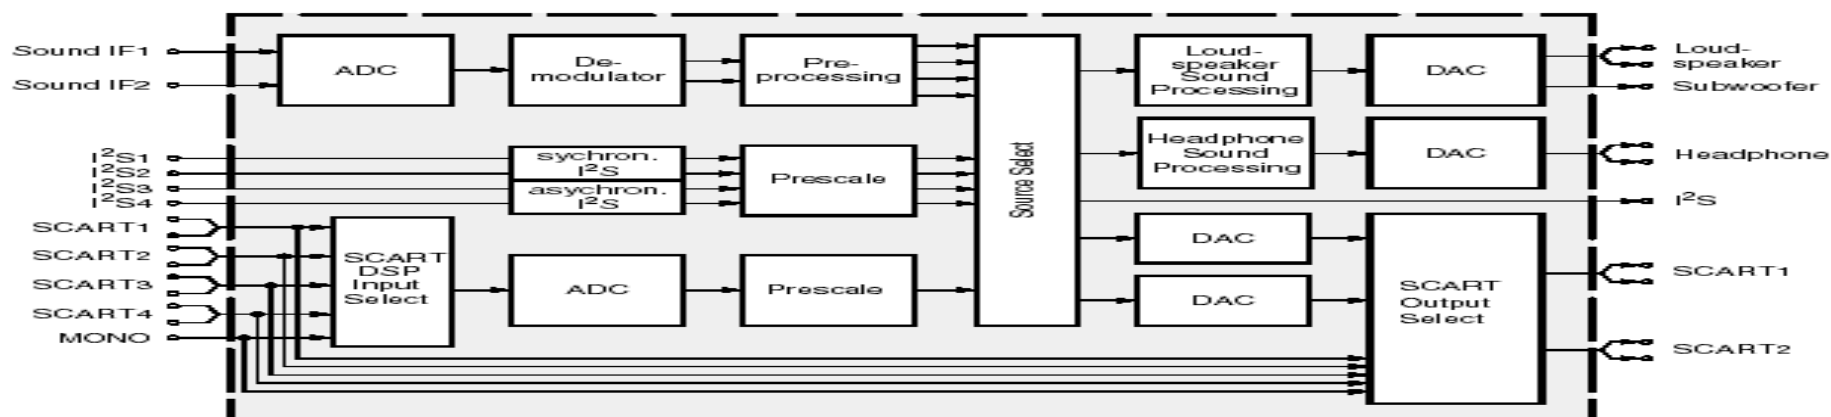 Sound IF1
Sound IF2
ADC
De-
modulator
Pre-
processing
Loud-
speaker
Sound
Processing
DAC
Loud-
speaker
Subwoofer
I²S1
I²S2
I²S3
I²S4
sychron.
I²S
asychron.
I²S
Prescale
Source Select
Headphone
Sound
Processing
DAC
Headphone
I²S
SCART1
SCART2
SCART3
SCART4
MONO
SCART
DSP
Input
Select
ADC
Prescale
DAC
DAC
SCART
Output
Select
SCART1
SCART2